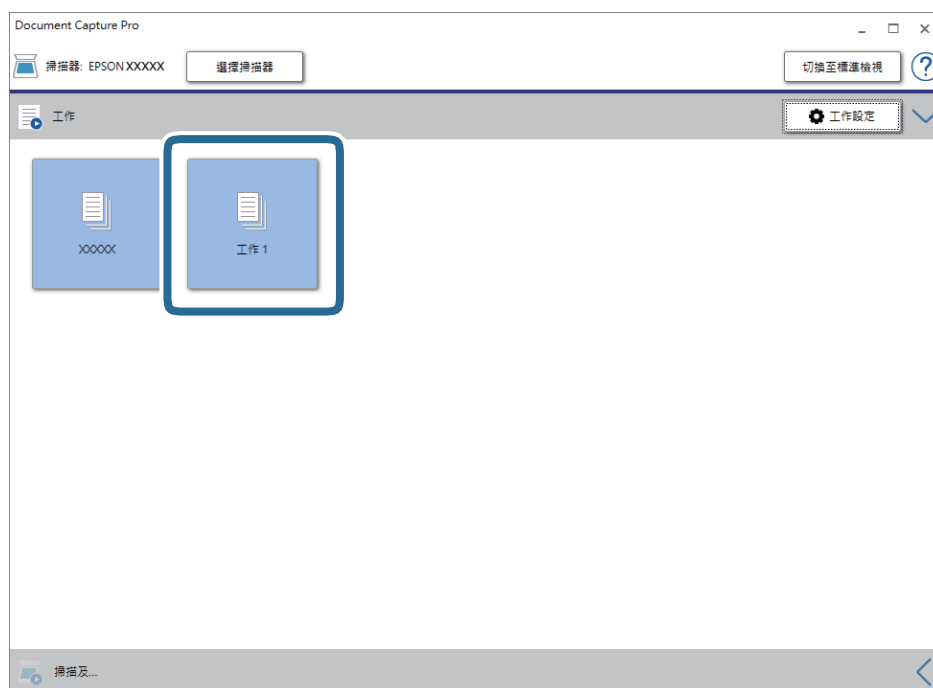 Document Capture Pro
掃描器: EPSON XXXXX
選擇掃描器
切換至標準檢視
?
工作
工作設定
XXXXX
工作 1
掃描及...